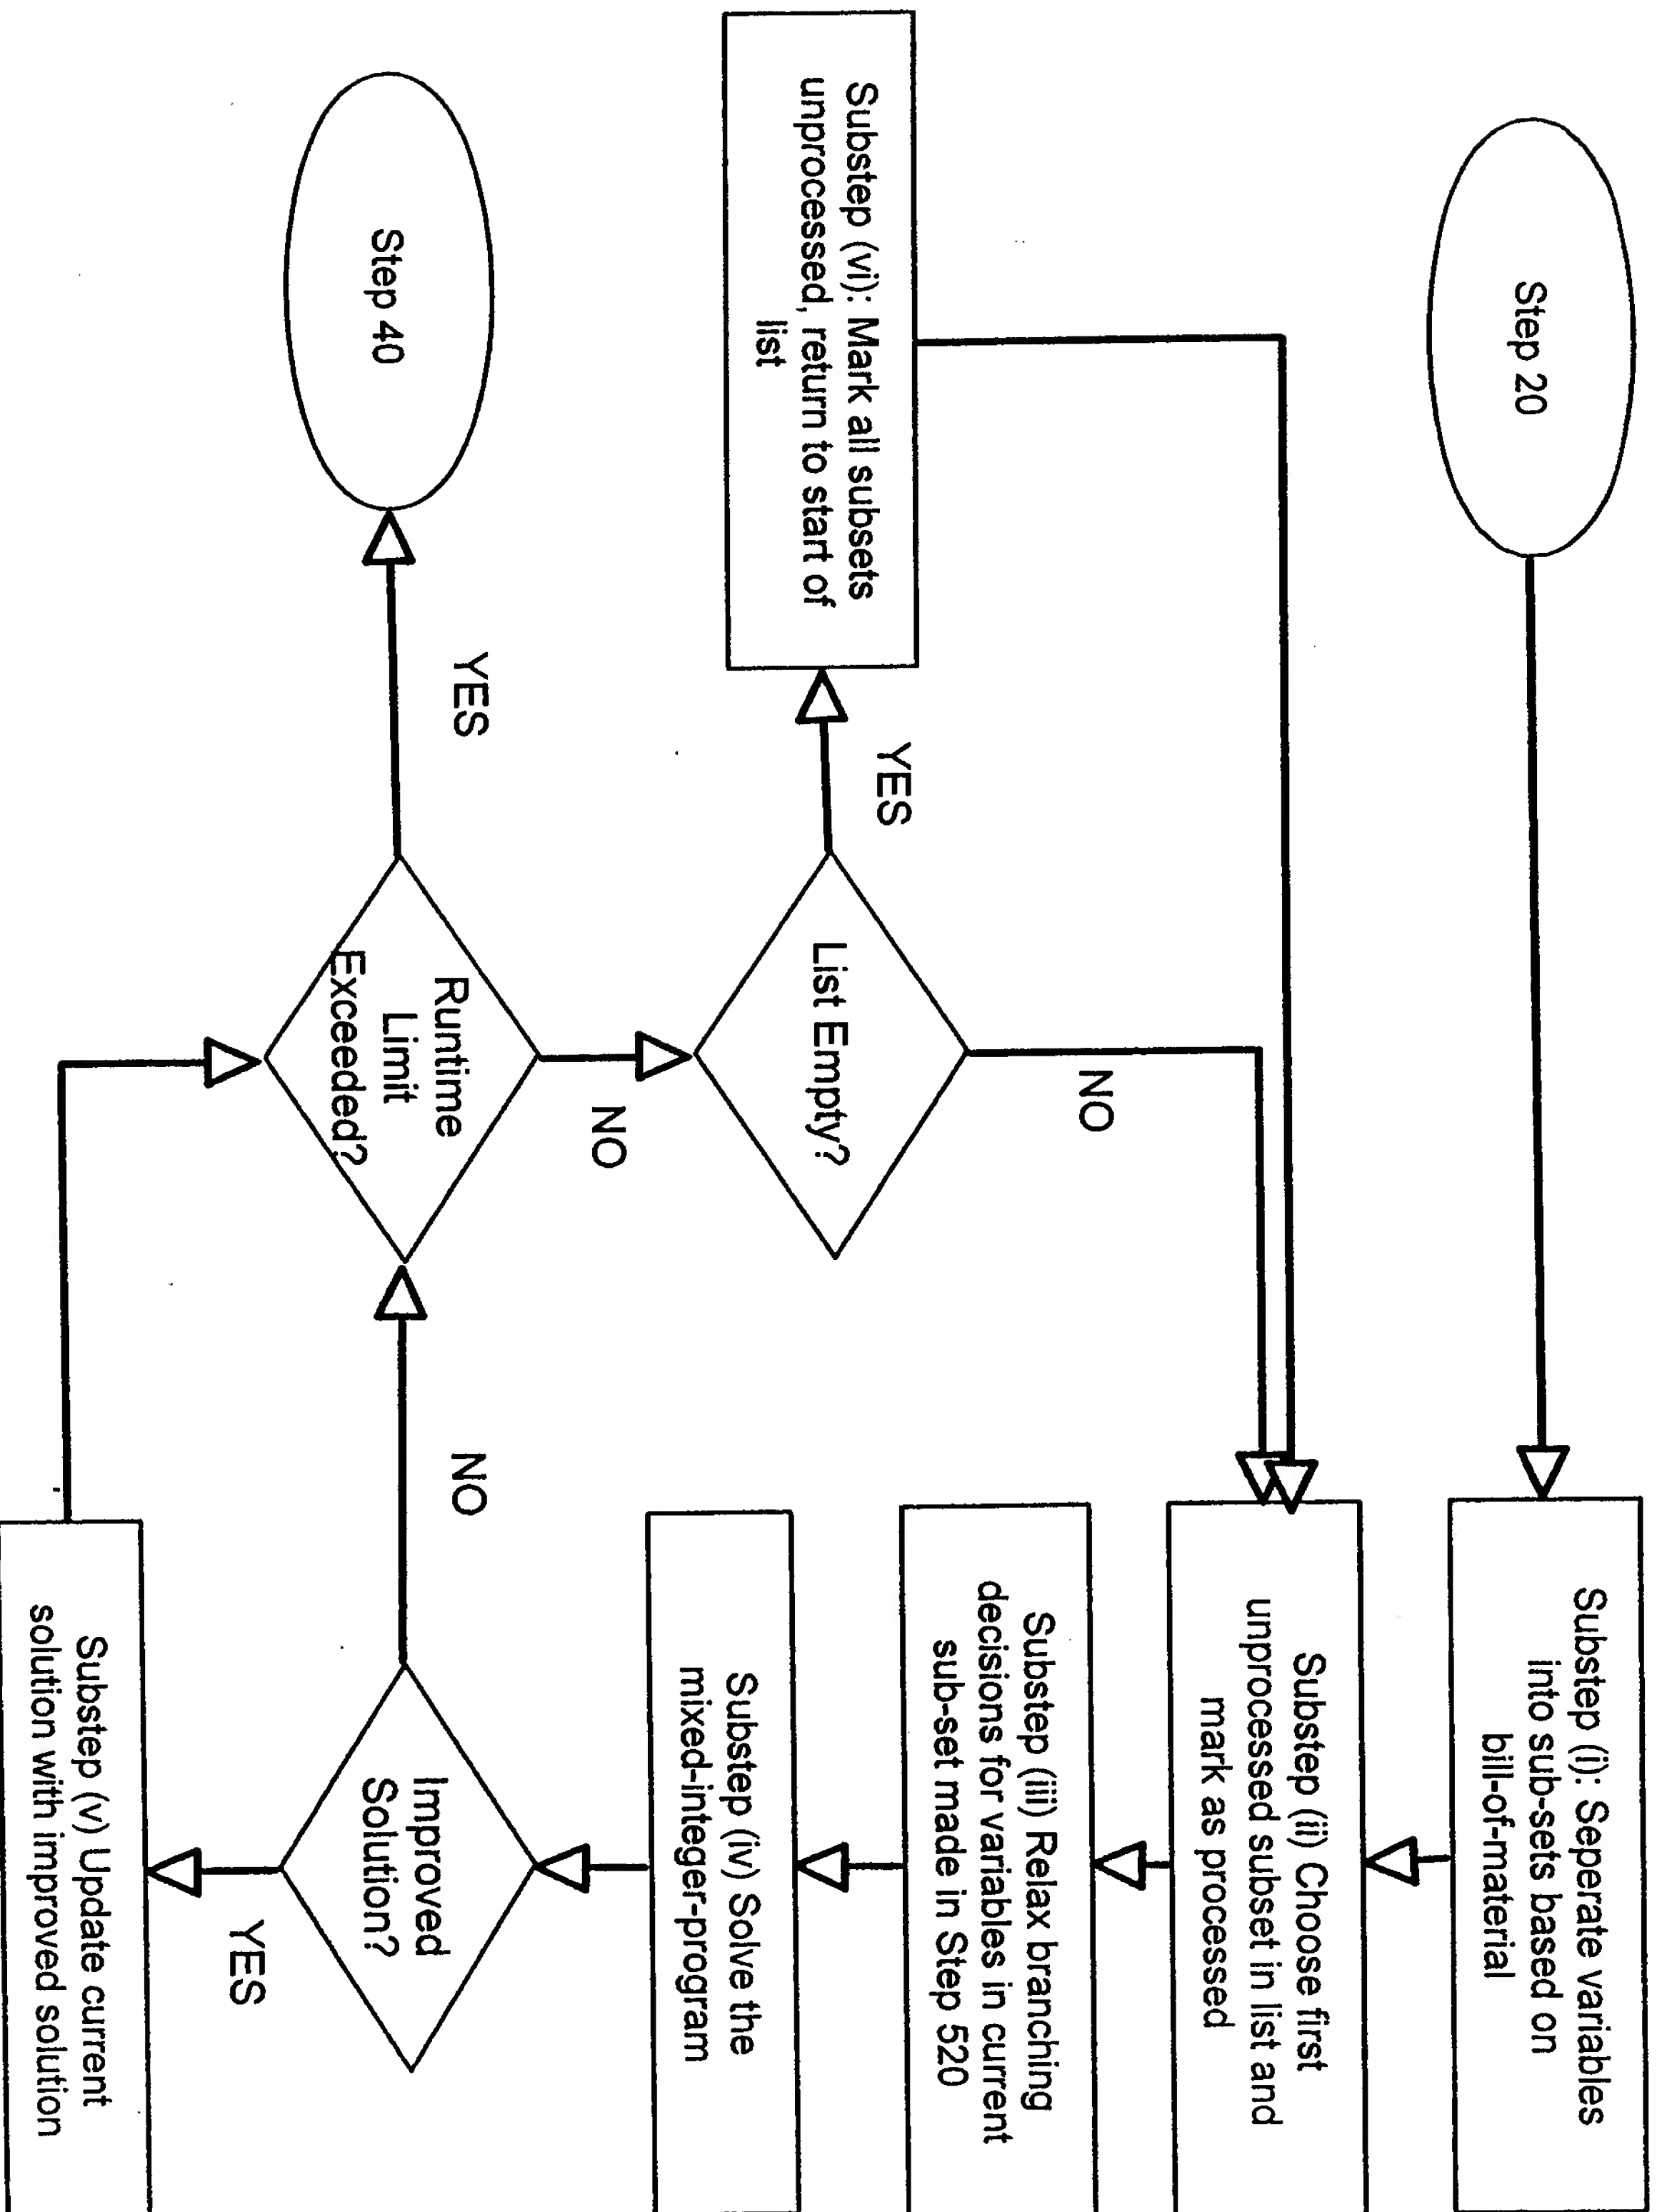 Step 20
Substep (i): Seperate variables
into sub-sets based on
bill-of-material
Substep (ii) Choose first
unprocessed subset in list and
mark as processed
Substep (iii) Relax branching
decisions for variables in current
sub-set made in Step 520
Substep (iv) Solve the
mixed-integer-program
Improved
Solution?
YES
NO
Substep (v) Update current
solution with improved solution
Runtime
Limit
Exceeded?
YES
NO
Step 40
List Empty?
YES
NO
Substep (vi): Mark all subsets
unprocessed, return to start of
list